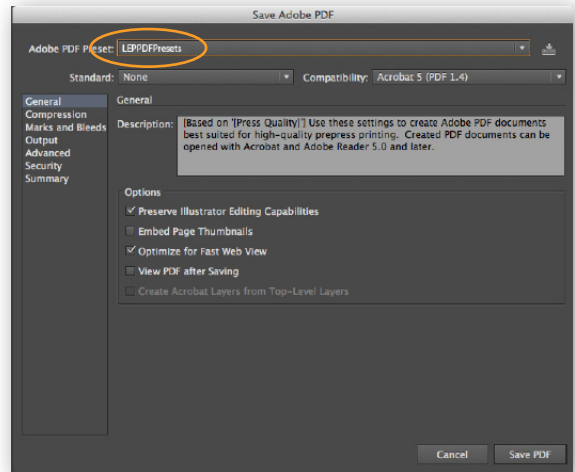 Save Adobe PDF
Adobe PDF Preset: LEPPDFPresets
Standard: None Compatibility: Acrobat 5 (PDF 1.4)
General
Compression
Marks and Bleeds
Output
Advanced
Security
Summary
General
Description: [Based on '[Press Quality]'] Use these settings to create Adobe PDF documents
best suited for high-quality prepress printing. Created PDF documents can be
opened with Acrobat and Adobe Reader 5.0 and later.
Options
Preserve Illustrator Editing Capabilities
Embed Page Thumbnails
Optimize for Fast Web View
View PDF after Saving
Create Acrobat Layers from Top-Level Layers
Cancel Save PDF